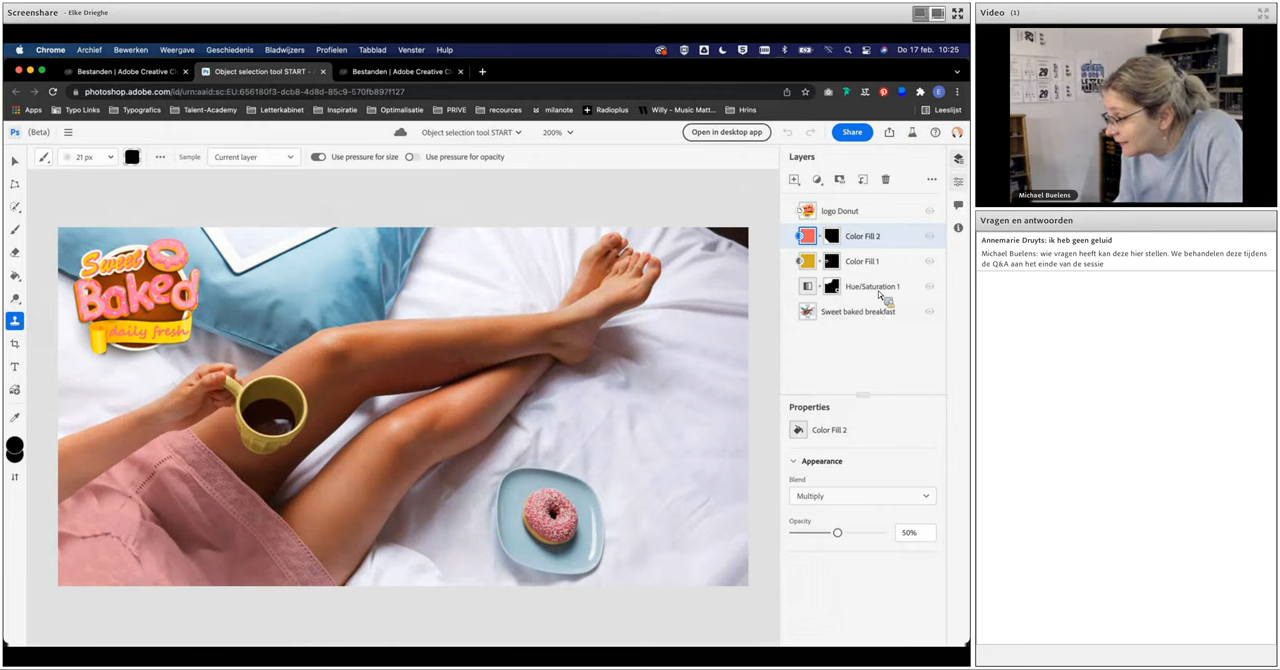 Screenshare - Elke Drieghe
Chrome Archief Bewerken Weergave Geschiedenis Bladwijzers Profielen Tabblad Venster Hulp Do 17 feb. 10:25
Bestanden | Adobe Creative Cl × Object selection tool START - × Bestanden | Adobe Creative Cl × +
photoshop.adobe.com/id/urn:aaid:sc:EU:656180f3-dcb8-4d8d-85c9-570fb897f127
Apps Typo Links Typografics Talent-Academy Letterkabinet Inspiratie Optimalisatie PRIVE recources milanote Radioplus Willy - Music Matt... Hrins Leeslijst
Ps (Beta) Object selection tool START 200% Open in desktop app Share
21 px Sample Current layer Use pressure for size Use pressure for opacity
Layers
logo Donut
Color Fill 2
Color Fill 1
Hue/Saturation 1
Sweet baked breakfast
Sweet
Baked
daily fresh
Properties
Color Fill 2
Appearance
Blend
Multiply
Opacity
50%
Video (1)
Michael Buelens
Vragen en antwoorden
Annemarie Druyts: ik heb geen geluid
Michael Buelens: wie vragen heeft kan deze hier stellen. We behandelen deze tijdens
de Q&A aan het einde van de sessie